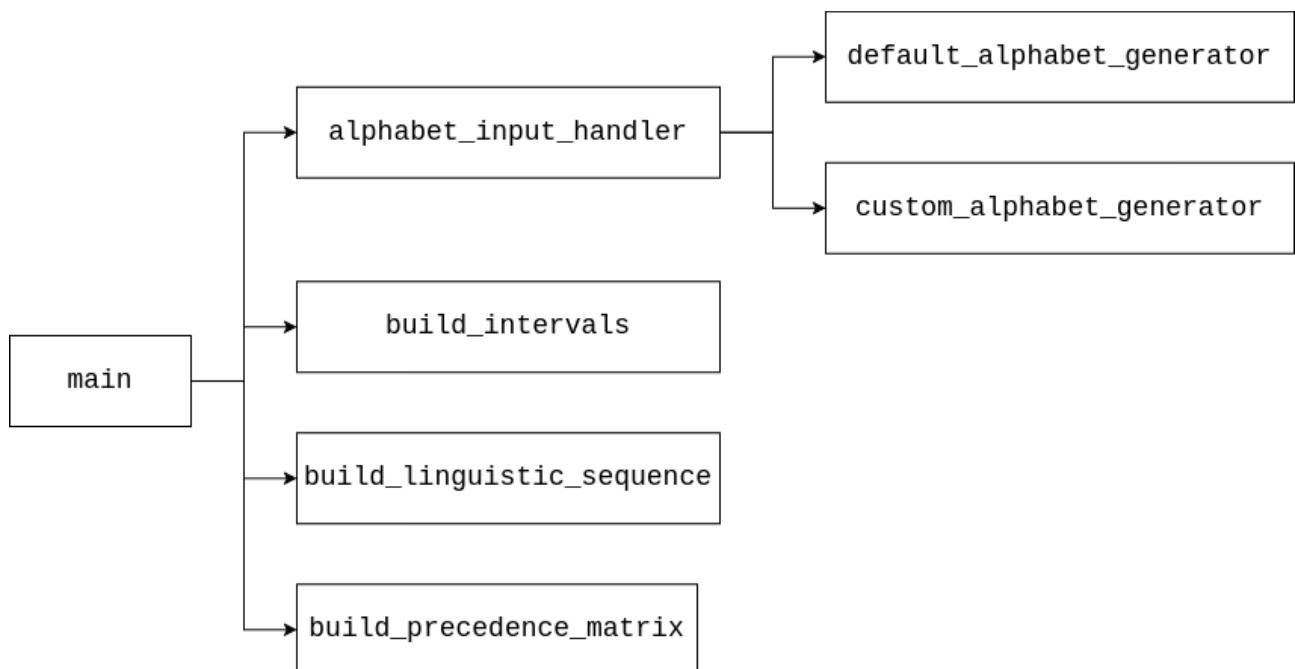 default_alphabet_generator
alphabet_input_handler
custom_alphabet_generator
build_intervals
main
build_linguistic_sequence
build_precedence_matrix